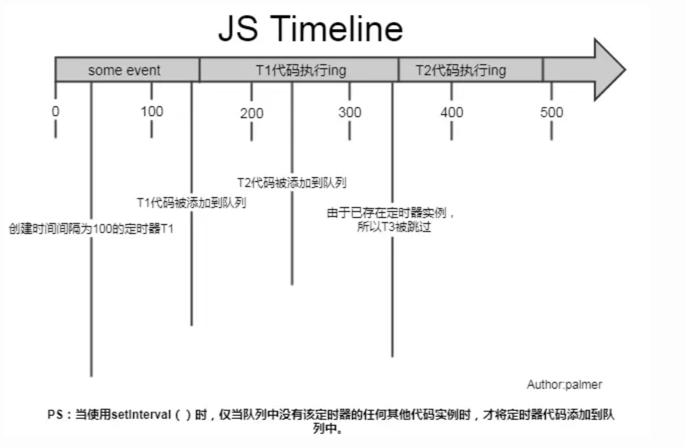 JS Timeline
some event
T1代码执行ing
T2代码执行ing
0
100
200
300
400
500
T2代码被添加到队列
T1代码被添加到队列
由于已存在定时器实例，
所以T3被跳过
创建时间间隔为100的定时器T1
Author:palmer
PS：当使用setInterval（）时，仅当队列中没有该定时器的任何其他代码实例时，才将定时器代码添加到队
列中。